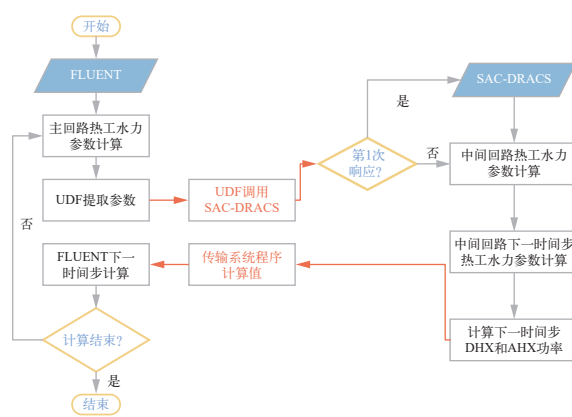 开始
FLUENT
主回路热工水力
参数计算
UDF提取参数
UDF调用
SAC-DRACS
第1次
响应?
是
否
SAC-DRACS
中间回路热工水力
参数计算
中间回路下一时间步
热工水力参数计算
计算下一时间步
DHX和AHX功率
传输系统程序
计算值
FLUENT下一
时间步计算
计算结束?
否
是
结束